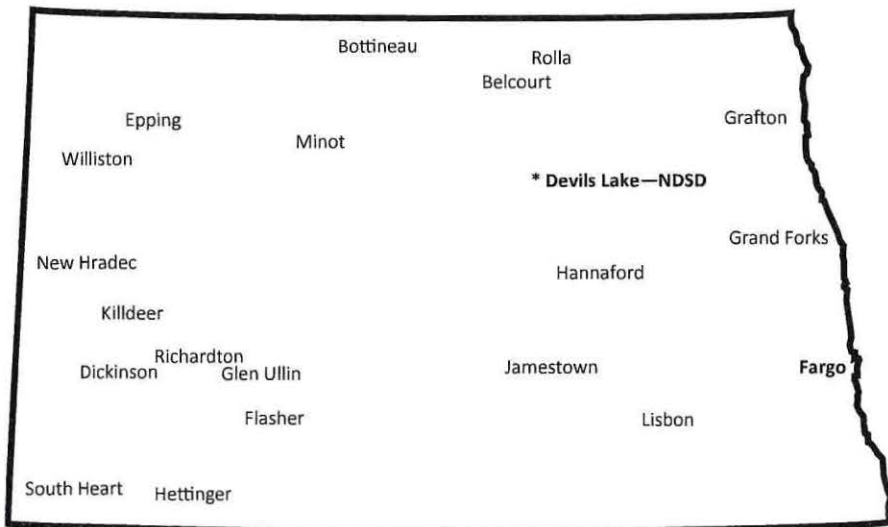 Bottineau
Rolla
Belcourt
Epping
Grafton
Minot
Williston
* Devils Lake—NDSD
Grand Forks
New Hradec
Hannaford
Killdeer
Richardton
Dickinson
Glen Ullin
Jamestown
Fargo
Flasher
Lisbon
South Heart
Hettinger